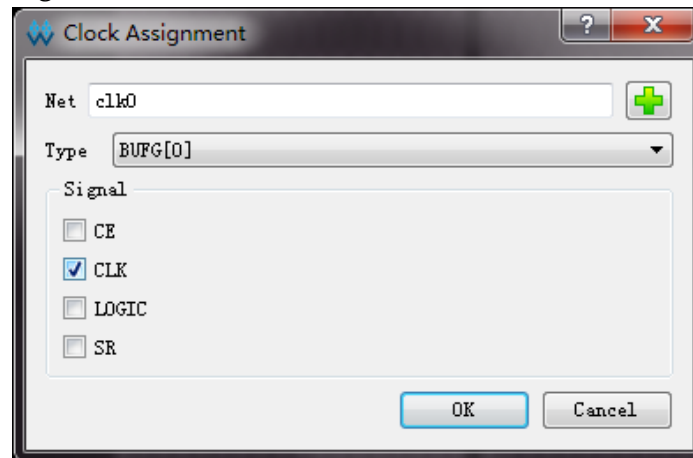 Clock Assignment
Net clk0
Type BUFG[0]
Signal
CE
CLK
LOGIC
SR
OK Cancel